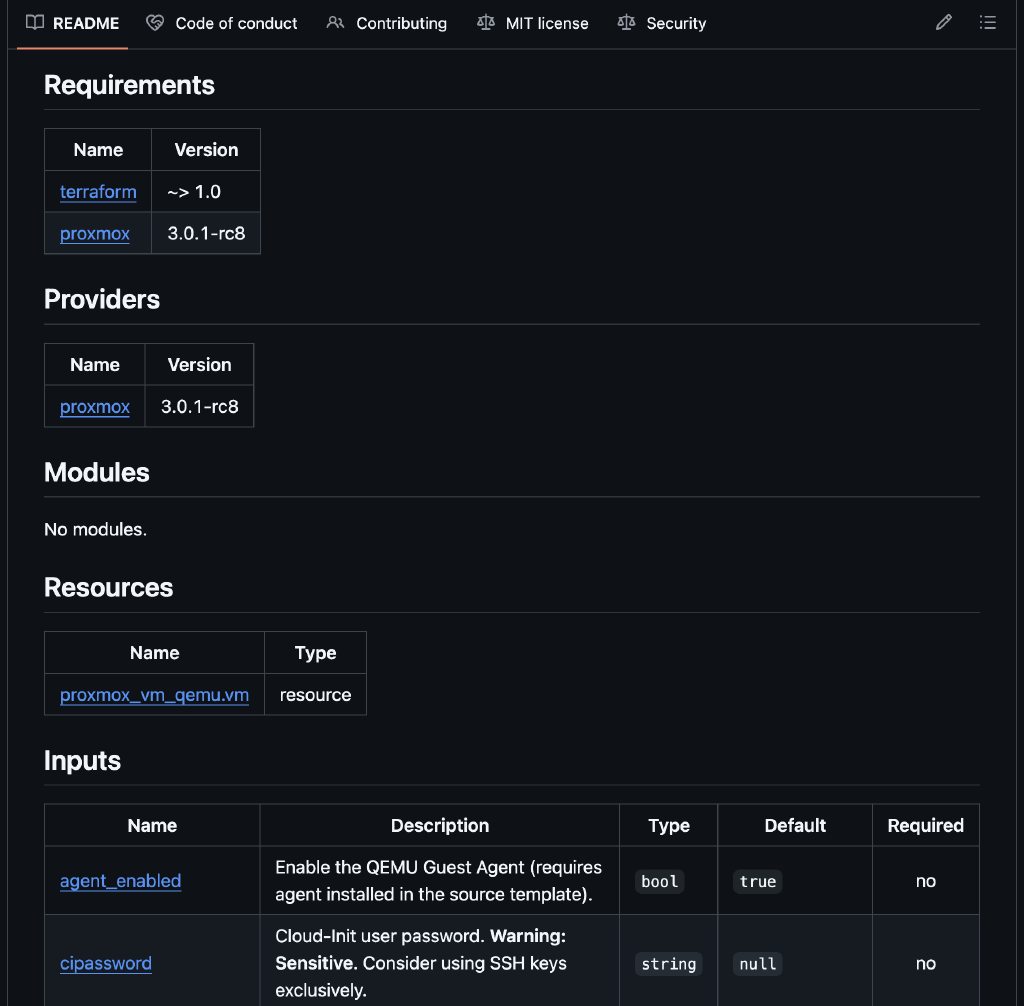 README Code of conduct Contributing MIT license Security
Requirements
Name Version
terraform ~> 1.0
proxmox 3.0.1-rc8
Providers
Name Version
proxmox 3.0.1-rc8
Modules
No modules.
Resources
Name Type
proxmox_vm_qemu.vm resource
Inputs
Name Description Type Default Required
agent_enabled Enable the QEMU Guest Agent (requires agent installed in the source template). bool true no
cipassword Cloud-Init user password. Warning: Sensitive. Consider using SSH keys exclusively. string null no